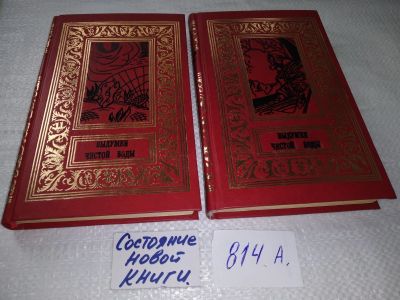 ВЫДУМКИ
ЧИСТОЙ ВОДЫ
ВЫДУМКИ
ЧИСТОЙ ВОДЫ
Состояние
новой
книги.
814 А.